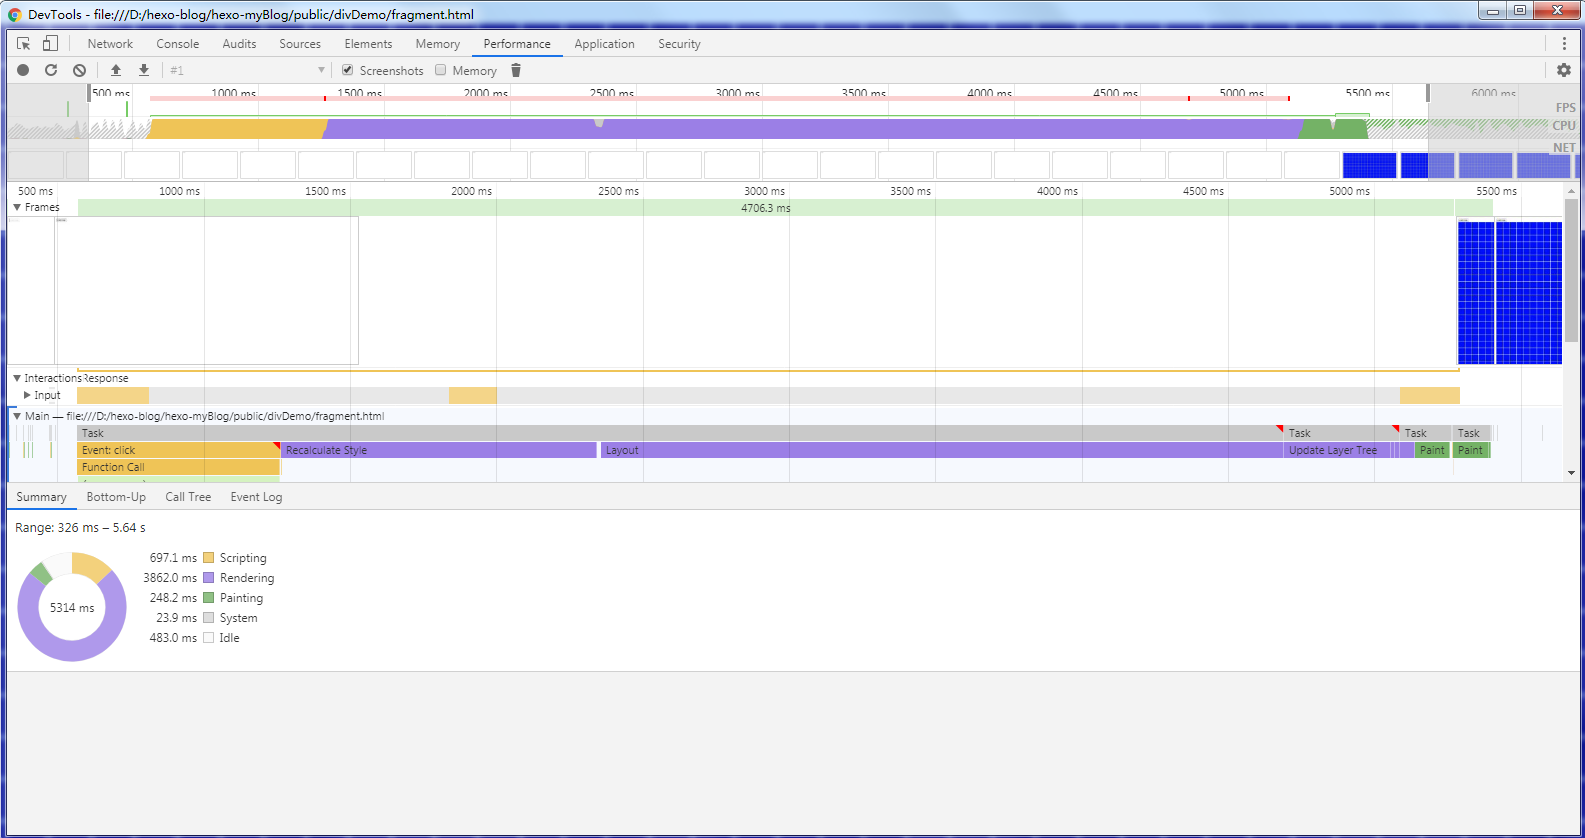 DevTools - file:///D:/hexo-blog/hexo-myBlog/public/divDemo/fragment.html
Network Console Audits Sources Elements Memory Performance Application Security
#1 Screenshots Memory
500 ms 1000 ms 1500 ms 2000 ms 2500 ms 3000 ms 3500 ms 4000 ms 4500 ms 5000 ms 5500 ms 6000 ms
FPS
CPU
NET
500 ms 1000 ms 1500 ms 2000 ms 2500 ms 3000 ms 3500 ms 4000 ms 4500 ms 5000 ms 5500 ms
Frames 4706.3 ms
Interactions Response
Input
Main — file:///D:/hexo-blog/hexo-myBlog/public/divDemo/fragment.html
Task Task Task Task
Event: click Recalculate Style Layout Update Layer Tree Paint Paint
Function Call
Summary Bottom-Up Call Tree Event Log
Range: 326 ms – 5.64 s
697.1 ms Scripting
3862.0 ms Rendering
5314 ms
248.2 ms Painting
23.9 ms System
483.0 ms Idle